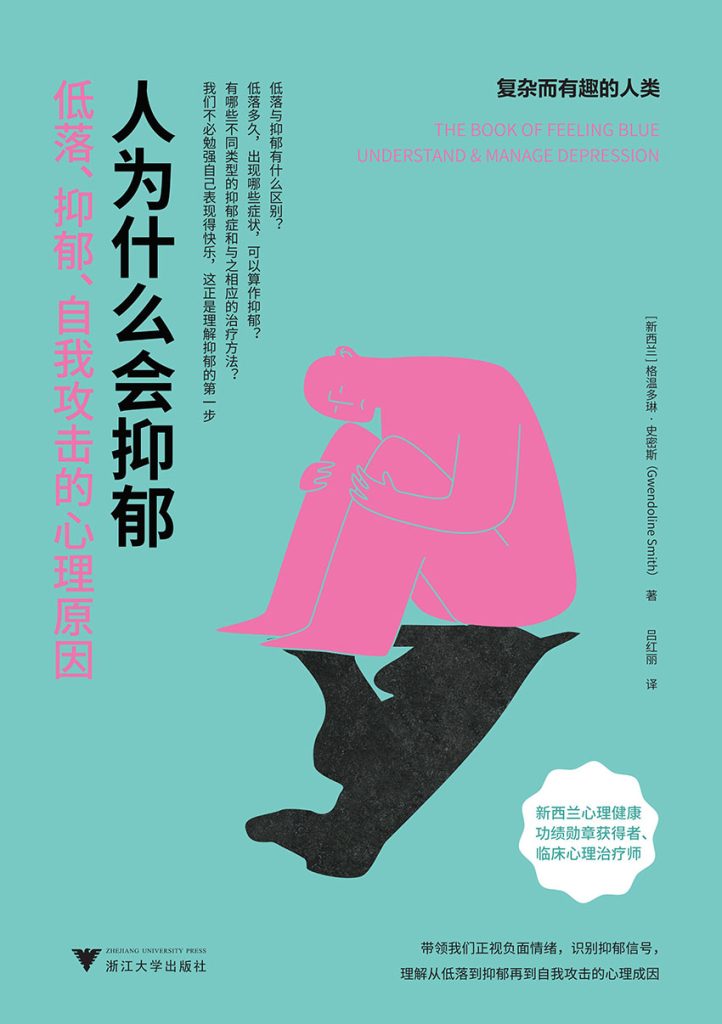 复杂而有趣的人类
THE BOOK OF FEELING BLUE
UNDERSTAND & MANAGE DEPRESSION
低落与抑郁有什么区别？
低落多久，出现哪些症状，可以算作抑郁？
有哪些不同类型的抑郁症和与之相应的治疗方法？
我们不必勉强自己表现得快乐，这正是理解抑郁的第一步
人为什么会抑郁
低落、抑郁、自我攻击的心理原因
［新西兰］格温多琳·史密斯（Gwendoline Smith） 著
吕红丽 译
新西兰心理健康
功绩勋章获得者、
临床心理治疗师
带领我们正视负面情绪，识别抑郁信号，
理解从低落到抑郁再到自我攻击的心理成因
ZHEJIANG UNIVERSITY PRESS
浙江大学出版社